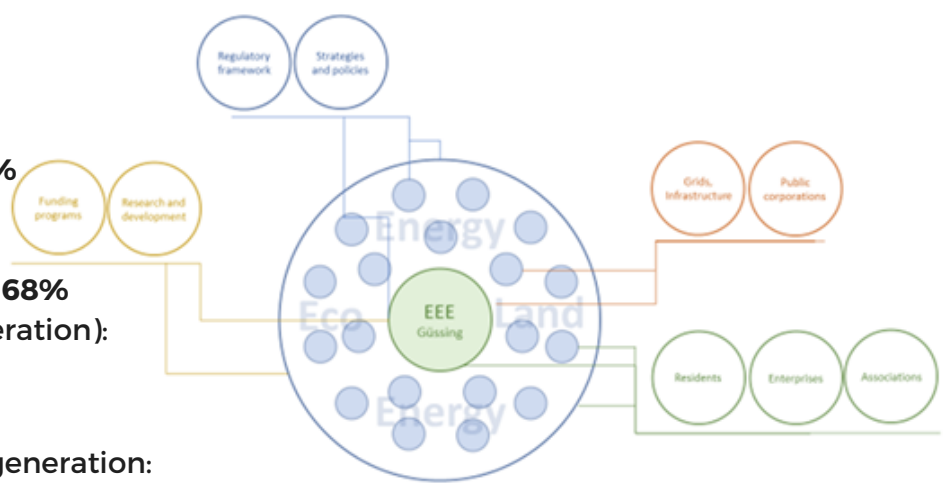 Regulatory
framework
Strategies
and policies
%
Funding
programs
Research and
development
68%
eration):
generation:
Energy
Eco
Land
Energy
EEE
Güssing
Grids,
Infrastructure
Public
corporations
Residents
Enterprises
Associations